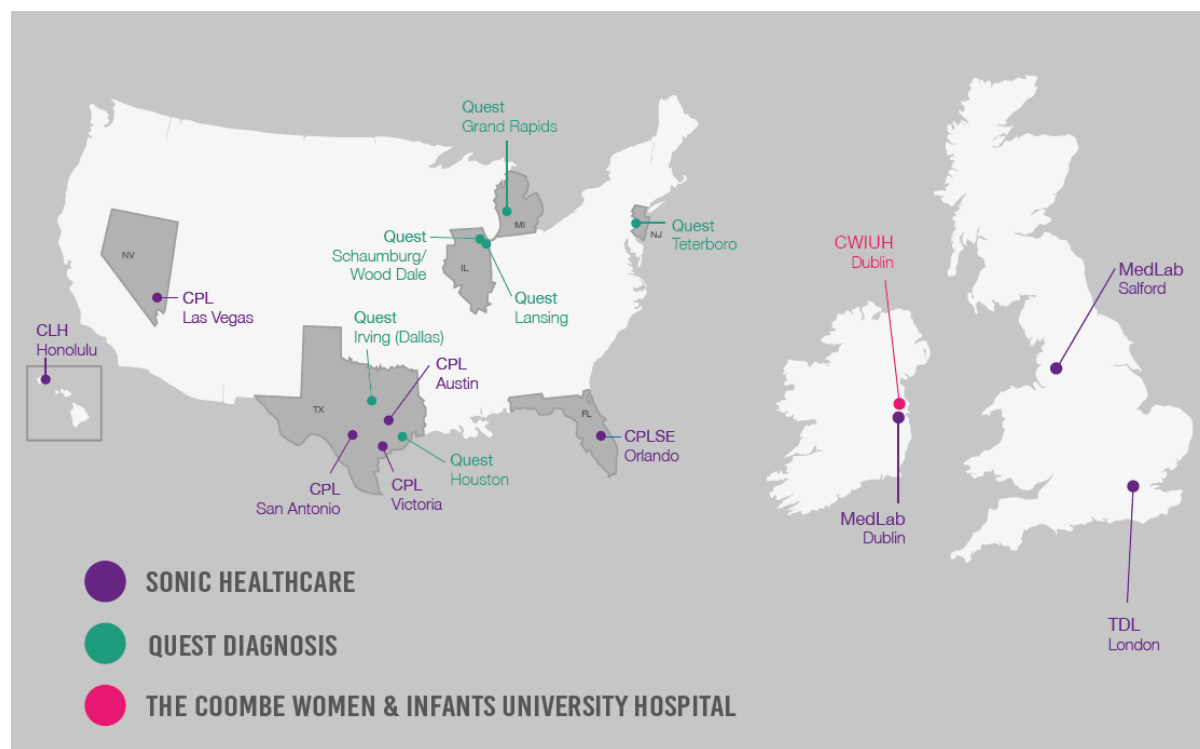 Quest
Grand Rapids
MI
Quest
Teterboro
NJ
Quest
Schaumburg/
Wood Dale
IL
Quest
Lansing
NV
CPL
Las Vegas
CLH
Honolulu
Quest
Irving (Dallas)
CPL
Austin
TX
CPL
San Antonio
CPL
Victoria
Quest
Houston
FL
CPLSE
Orlando
CWIUH
Dublin
MedLab
Salford
MedLab
Dublin
TDL
London
SONIC HEALTHCARE
QUEST DIAGNOSIS
THE COOMBE WOMEN & INFANTS UNIVERSITY HOSPITAL